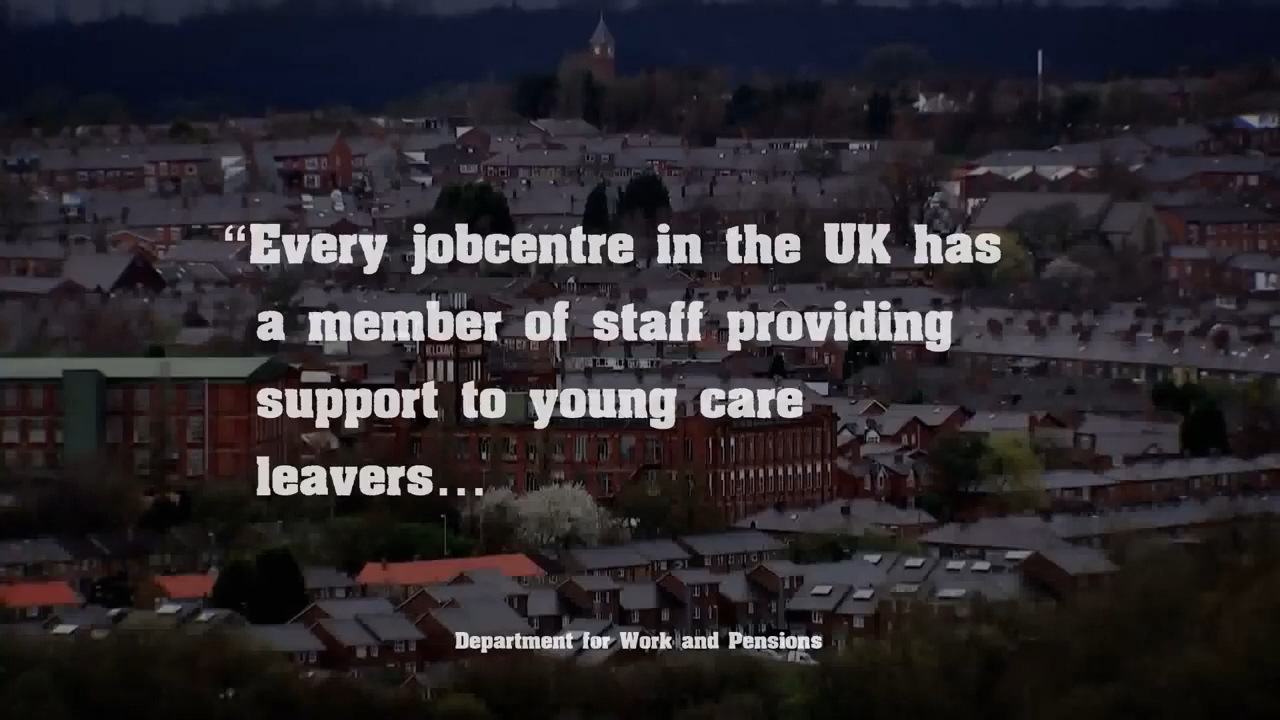 “Every jobcentre in the UK has
a member of staff providing
support to young care
leavers...
Department for Work and Pensions